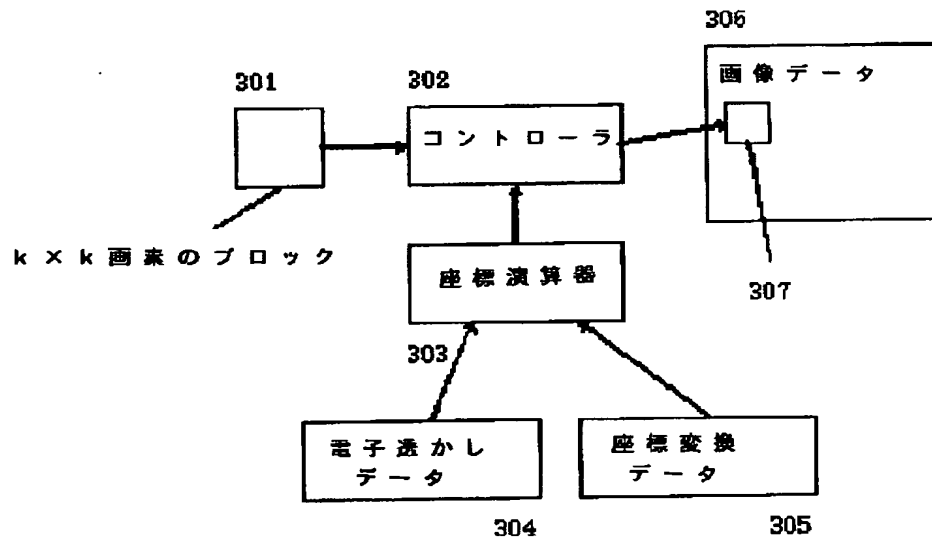 306
301
302
画像データ
コントローラ
k×k画素のブロック
座標演算器
307
303
電子透かし
データ
座標変換
データ
304
305